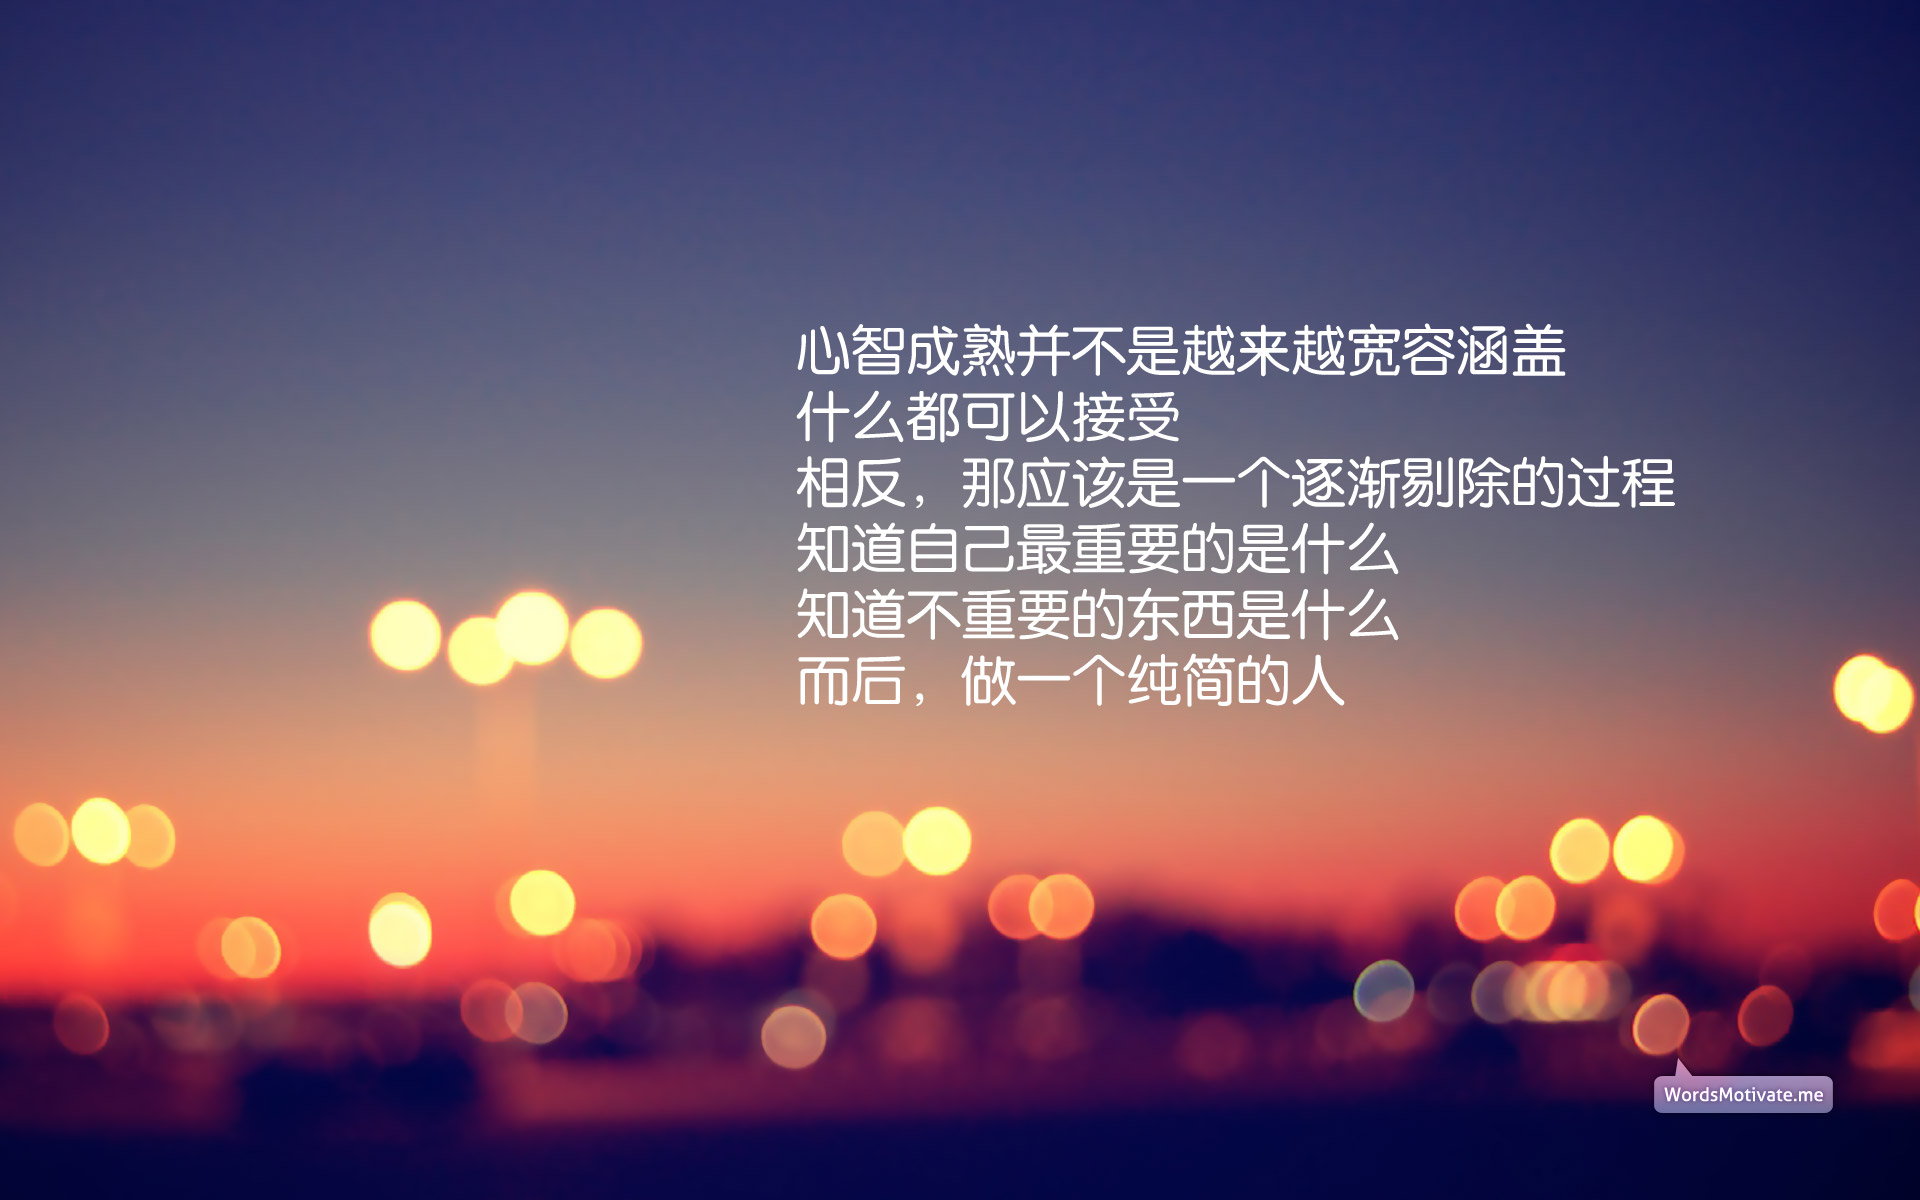 心智成熟并不是越来越宽容涵盖
什么都可以接受
相反，那应该是一个逐渐剔除的过程
知道自己最重要的是什么
知道不重要的东西是什么
而后，做一个纯简的人
WordsMotivate.me